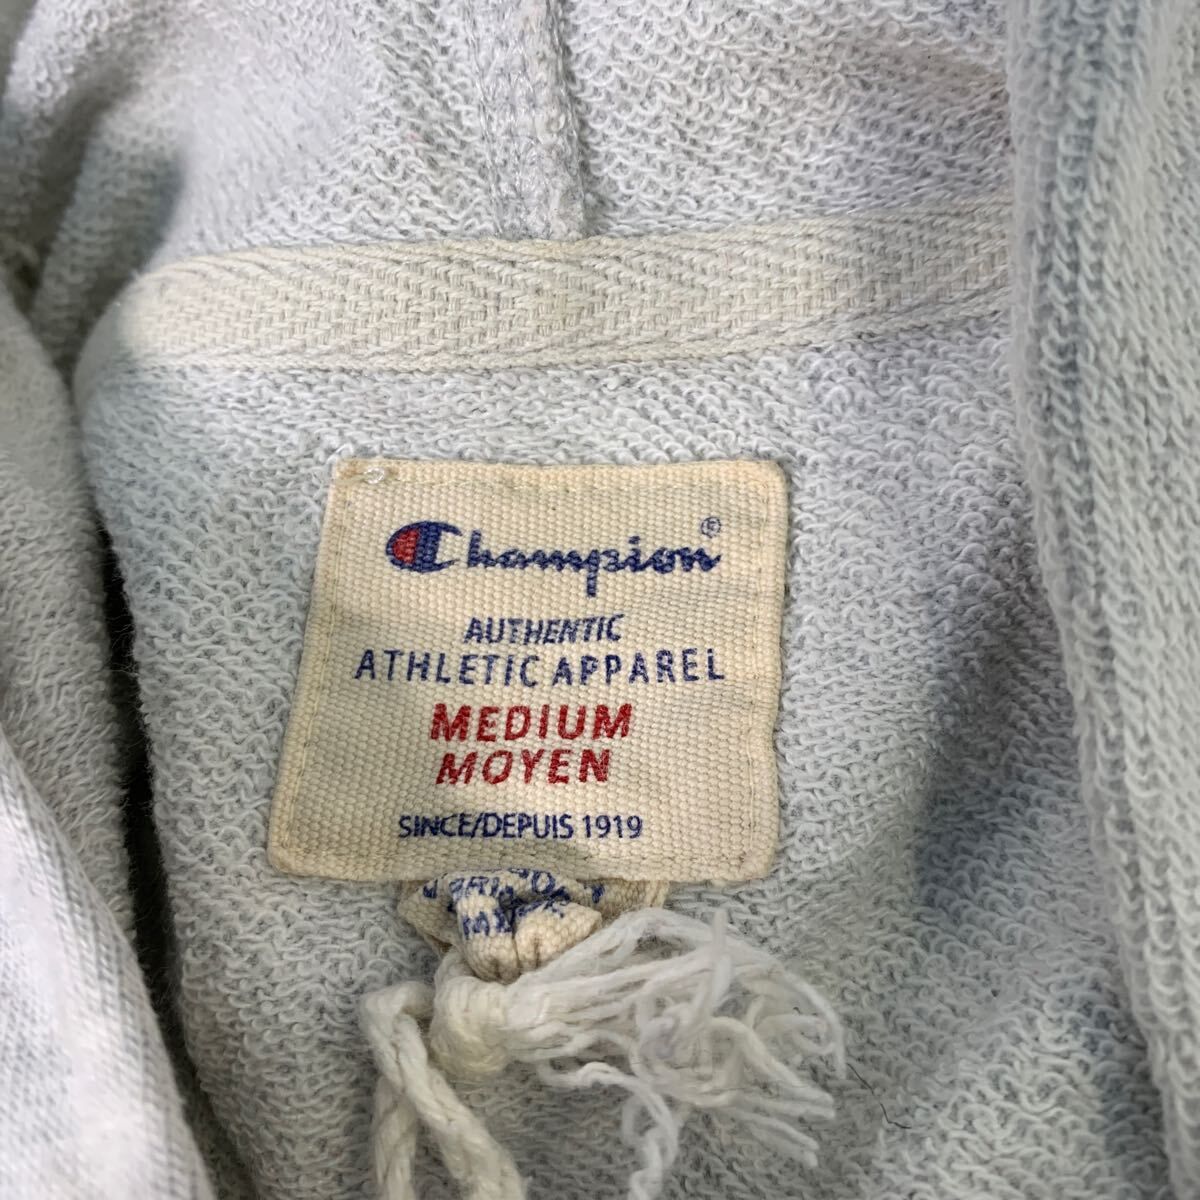 Champion®
AUTHENTIC
ATHLETIC APPAREL
MEDIUM
MOYEN
SINCE/DEPUIS 1919